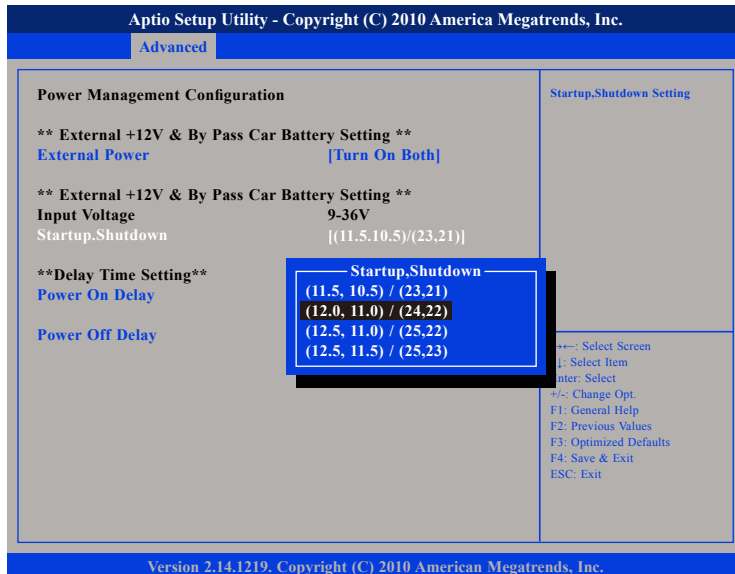 Aptio Setup Utility - Copyright (C) 2010 America Megatrends, Inc.
Advanced
Power Management Configuration
** External +12V & By Pass Car Battery Setting **
External Power [Turn On Both]
** External +12V & By Pass Car Battery Setting **
Input Voltage 9-36V
Startup.Shutdown [(11.5.10.5)/(23,21)]
**Delay Time Setting**
Power On Delay
Power Off Delay
Startup,Shutdown
(11.5, 10.5) / (23,21)
(12.0, 11.0) / (24,22)
(12.5, 11.0) / (25,22)
(12.5, 11.5) / (25,23)
Startup,Shutdown Setting
→←: Select Screen
↓: Select Item
Enter: Select
+/-: Change Opt.
F1: General Help
F2: Previous Values
F3: Optimized Defaults
F4: Save & Exit
ESC: Exit
Version 2.14.1219. Copyright (C) 2010 American Megatrends, Inc.